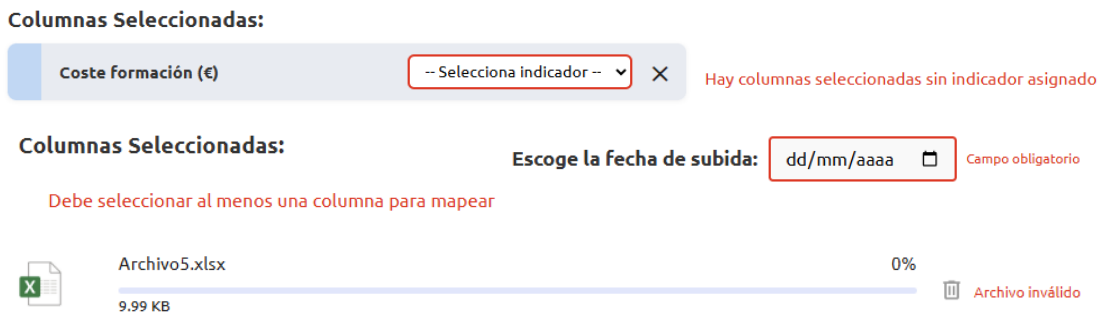 Columnas Seleccionadas:
Coste formación (€)
-- Selecciona indicador --
Hay columnas seleccionadas sin indicador asignado
Columnas Seleccionadas:
Escoge la fecha de subida:
dd/mm/aaaa
Campo obligatorio
Debe seleccionar al menos una columna para mapear
Archivo5.xlsx
0%
X
9.99 KB
Archivo inválido